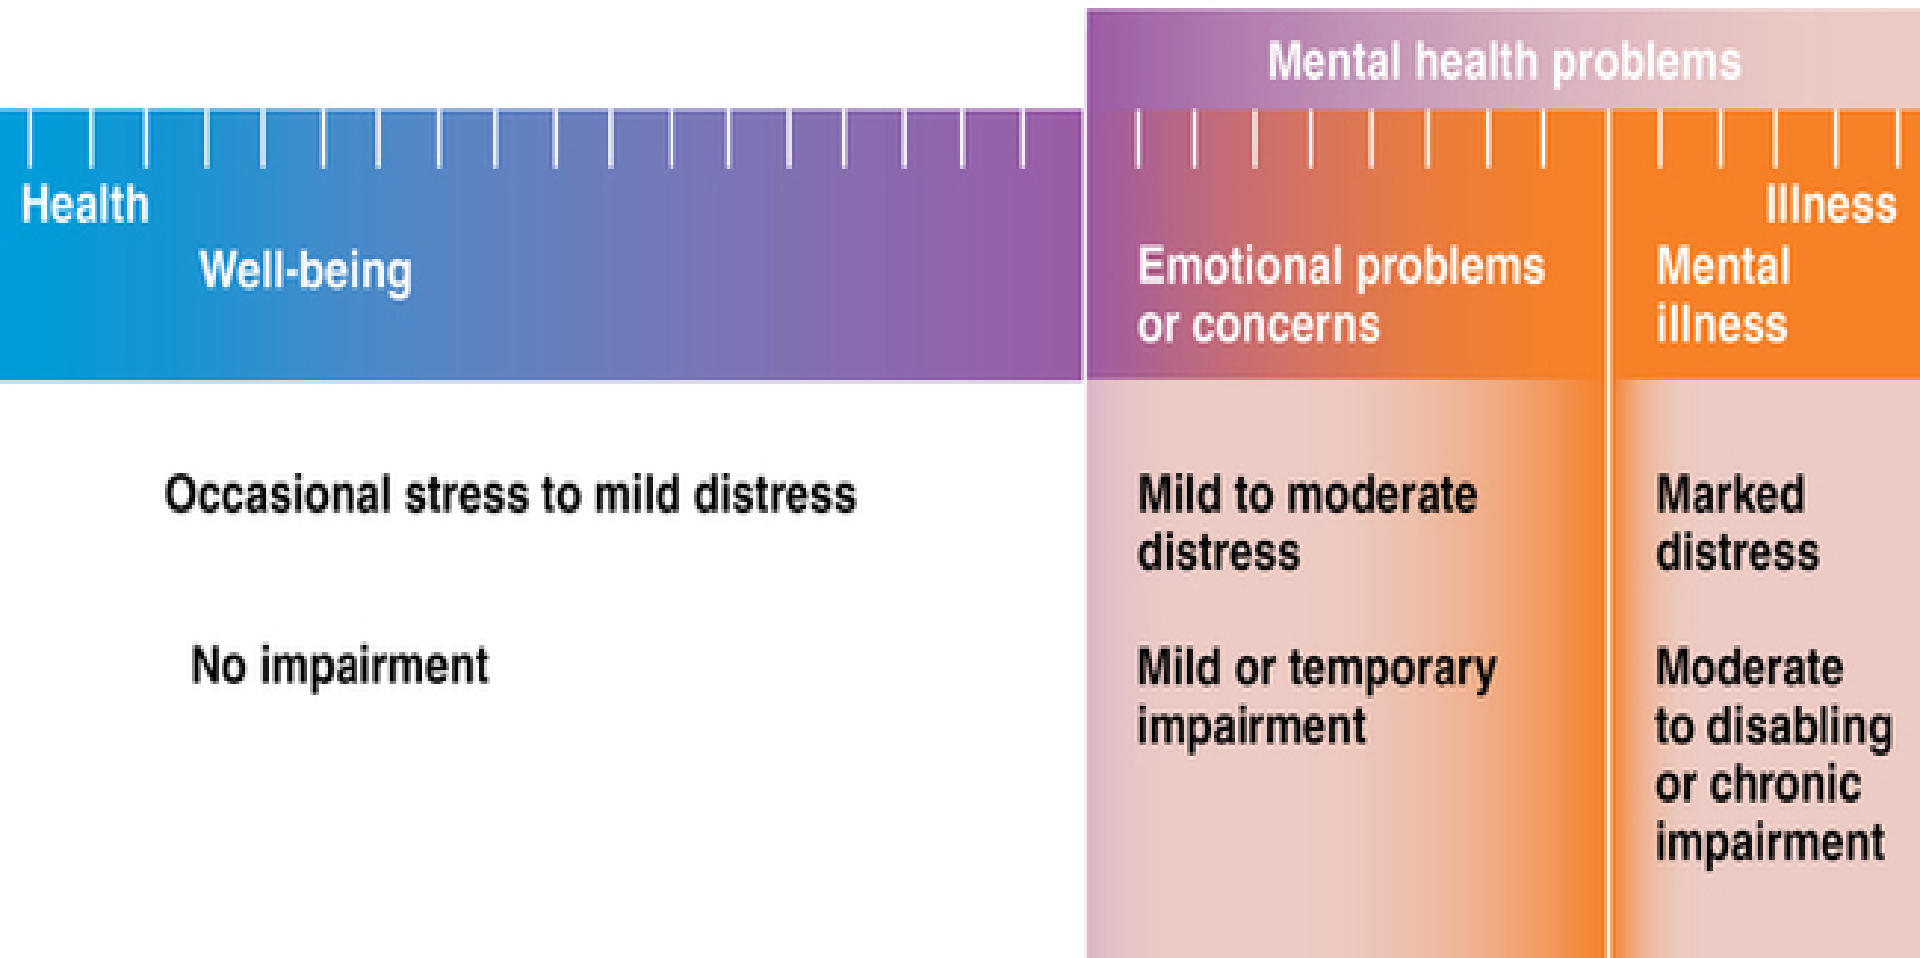 Mental health problems
Health
Illness
Well-being
Emotional problems
or concerns
Mental
illness
Occasional stress to mild distress
Mild to moderate
distress
Marked
distress
No impairment
Mild or temporary
impairment
Moderate
to disabling
or chronic
impairment